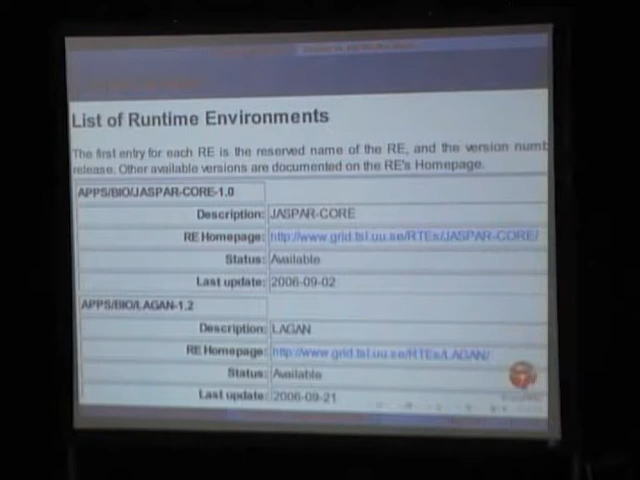 List of Runtime Environments
The first entry for each RE is the reserved name of the RE, and the version numb
release. Other available versions are documented on the RE's Homepage.
APPS/BIO/JASPAR-CORE-1.0
Description: JASPAR-CORE
RE Homepage: http://www.grid.tsl.uu.se/RTEs/JASPAR-CORE/
Status: Available
Last update: 2006-09-02
APPS/BIO/LAGAN-1.2
Description: LAGAN
RE Homepage: http://www.grid.tsl.uu.se/RTEs/LAGAN/
Status: Available
Last update: 2006-09-21